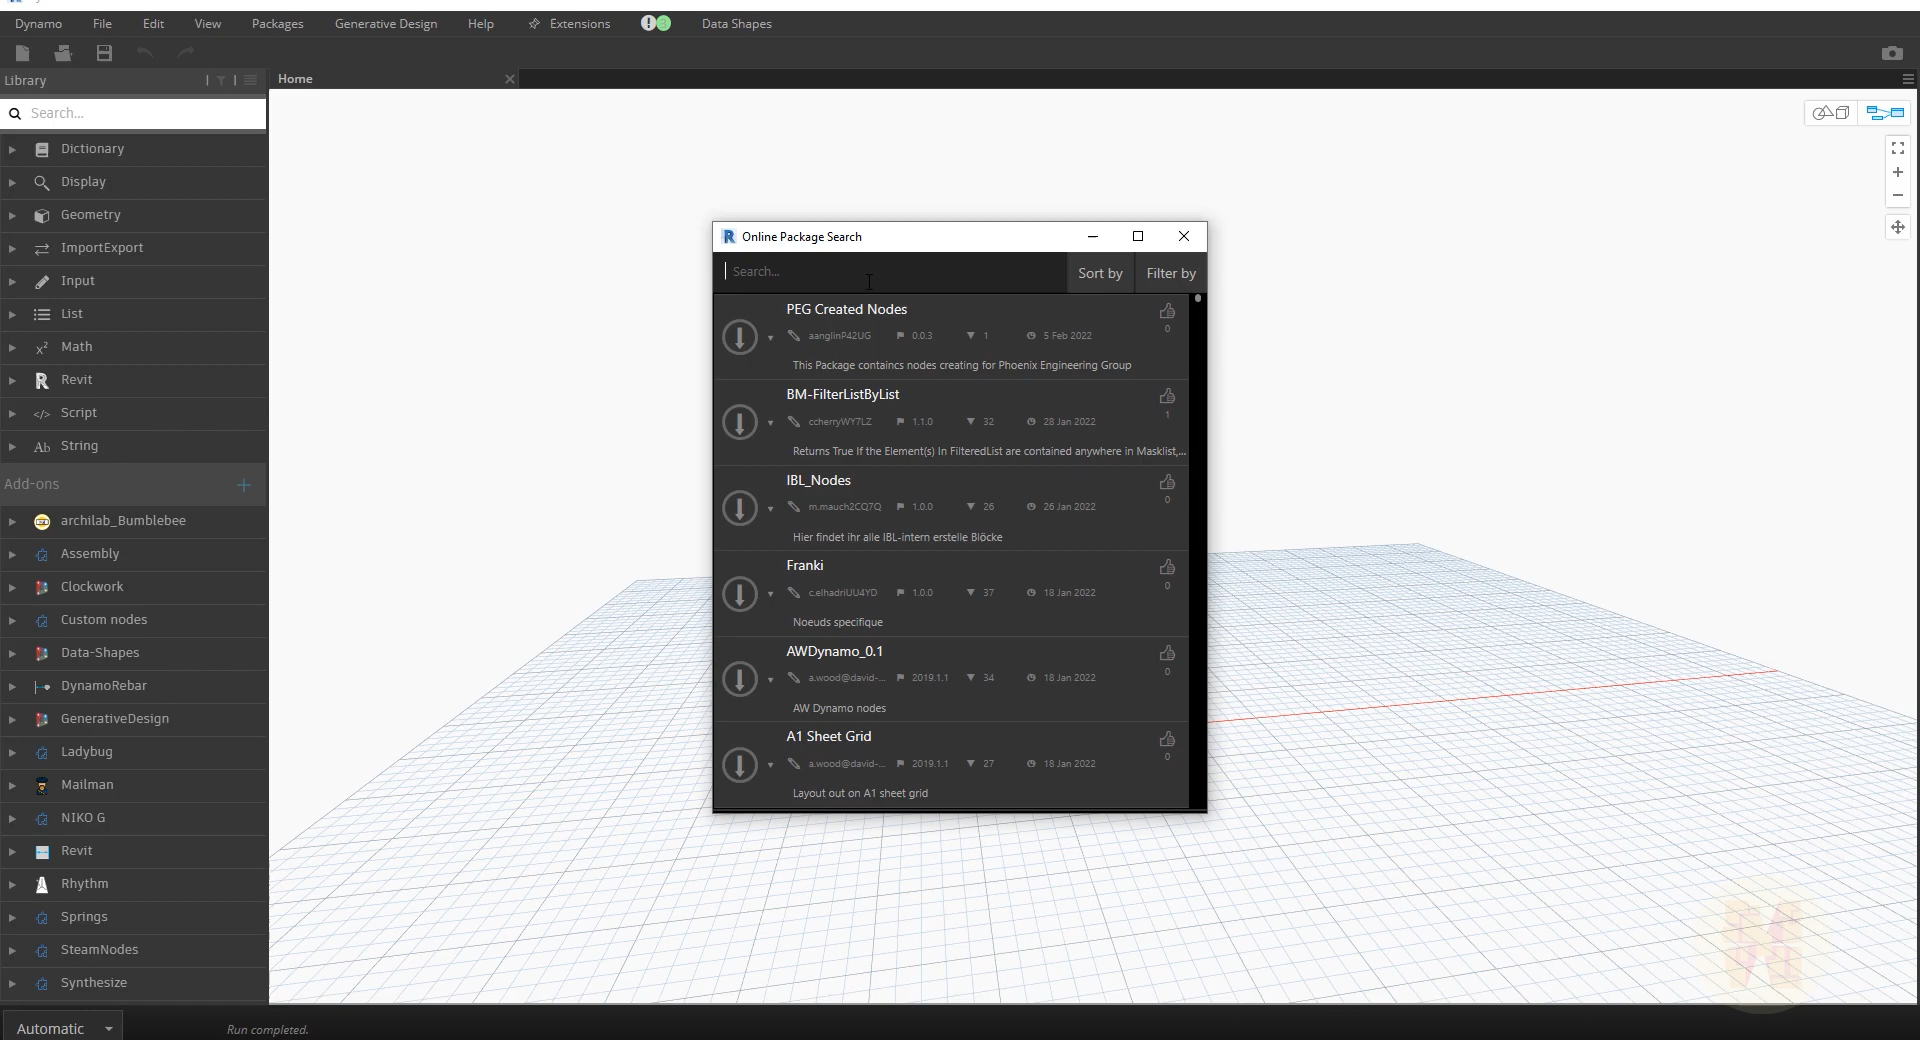 Dynamo File Edit View Packages Generative Design Help Extensions ! 3 Data Shapes
Library
Home
Search...
Dictionary
Display
Geometry
ImportExport
Input
List
Math
Revit
Script
String
Add-ons
archilab_Bumblebee
Assembly
Clockwork
Custom nodes
Data-Shapes
DynamoRebar
GenerativeDesign
Ladybug
Mailman
NIKO G
Revit
Rhythm
Springs
SteamNodes
Synthesize
Online Package Search
Search... Sort by Filter by
PEG Created Nodes
aanglinP42UG 0.0.3 1 5 Feb 2022 0
This Package containcs nodes creating for Phoenix Engineering Group
BM-FilterListByList
ccherryWY7LZ 1.1.0 32 28 Jan 2022 1
Returns True If the Element(s) In FilteredList are contained anywhere in Masklist,...
IBL_Nodes
m.mauch2CQ7Q 1.0.0 26 26 Jan 2022 0
Hier findet ihr alle IBL-intern erstelle Blöcke
Franki
c.elhadriUU4YD 1.0.0 37 18 Jan 2022 0
Noeuds specifique
AWDynamo_0.1
a.wood@david-... 2019.1.1 34 18 Jan 2022 0
AW Dynamo nodes
A1 Sheet Grid
a.wood@david-... 2019.1.1 27 18 Jan 2022 0
Layout out on A1 sheet grid
Automatic Run completed.